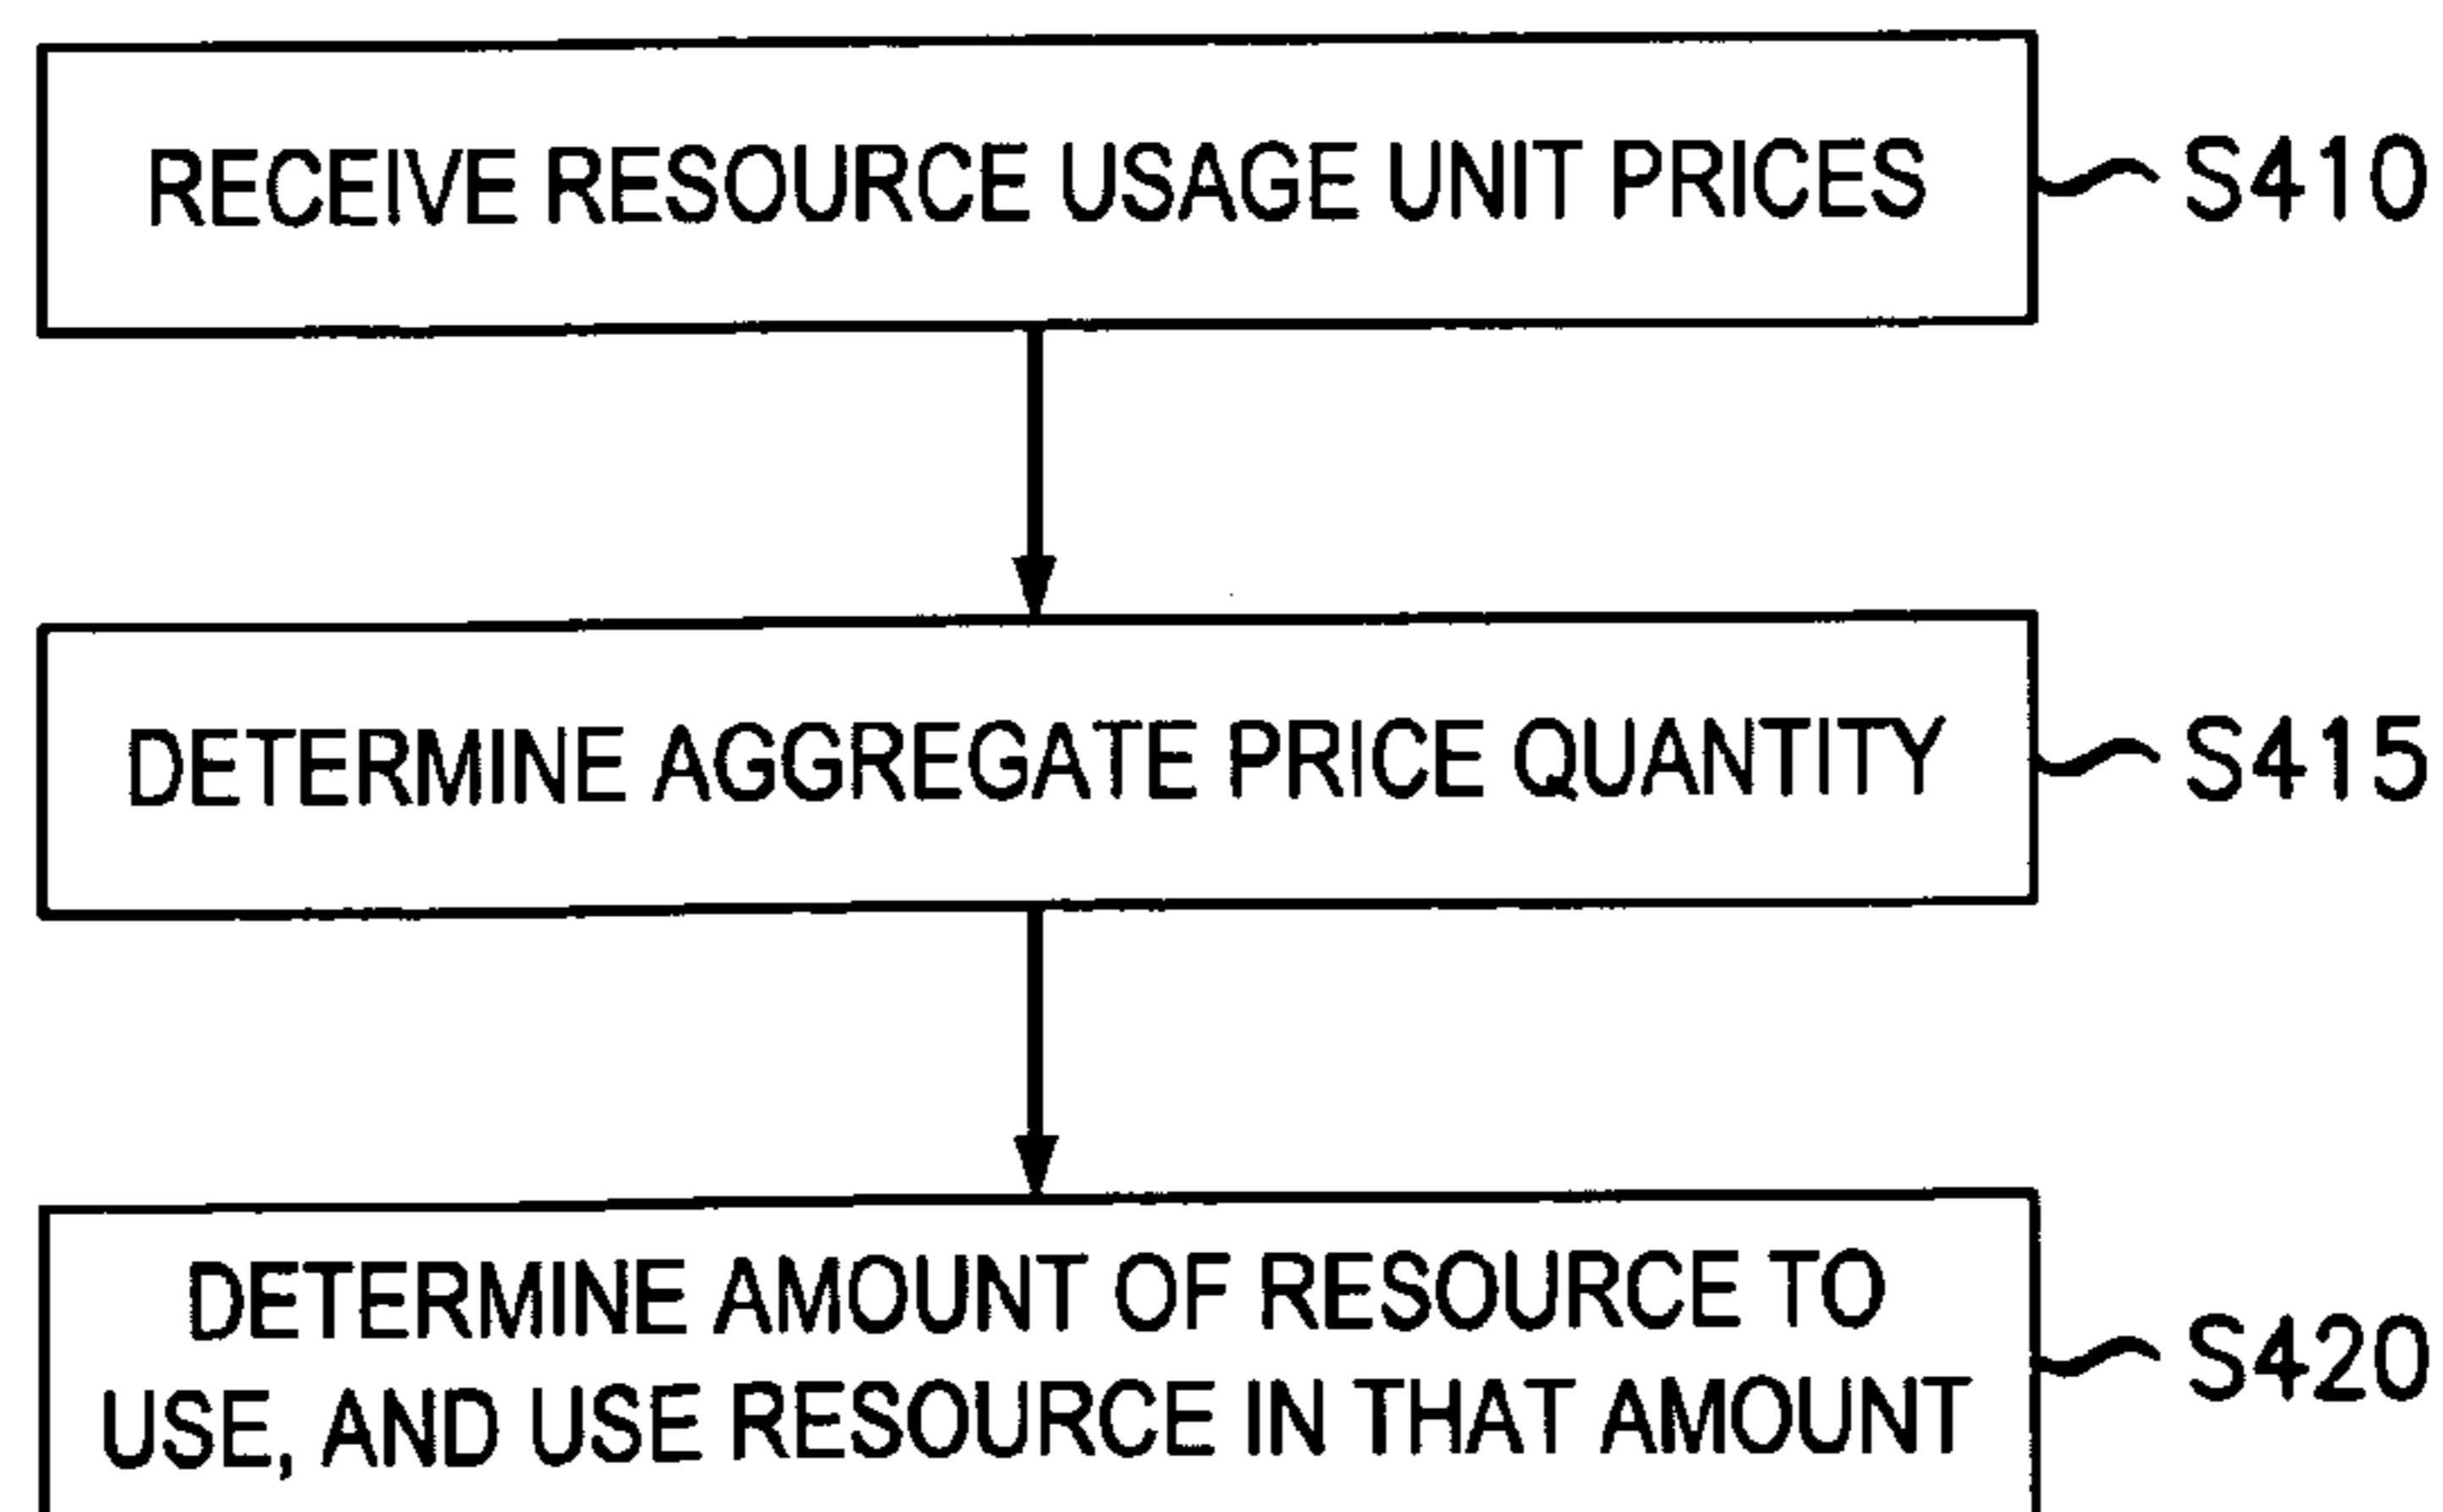 RECEIVE RESOURCE USAGE UNIT PRICES
S410
DETERMINE AGGREGATE PRICE QUANTITY
S415
DETERMINE AMOUNT OF RESOURCE TO
USE, AND USE RESOURCE IN THAT AMOUNT
S420